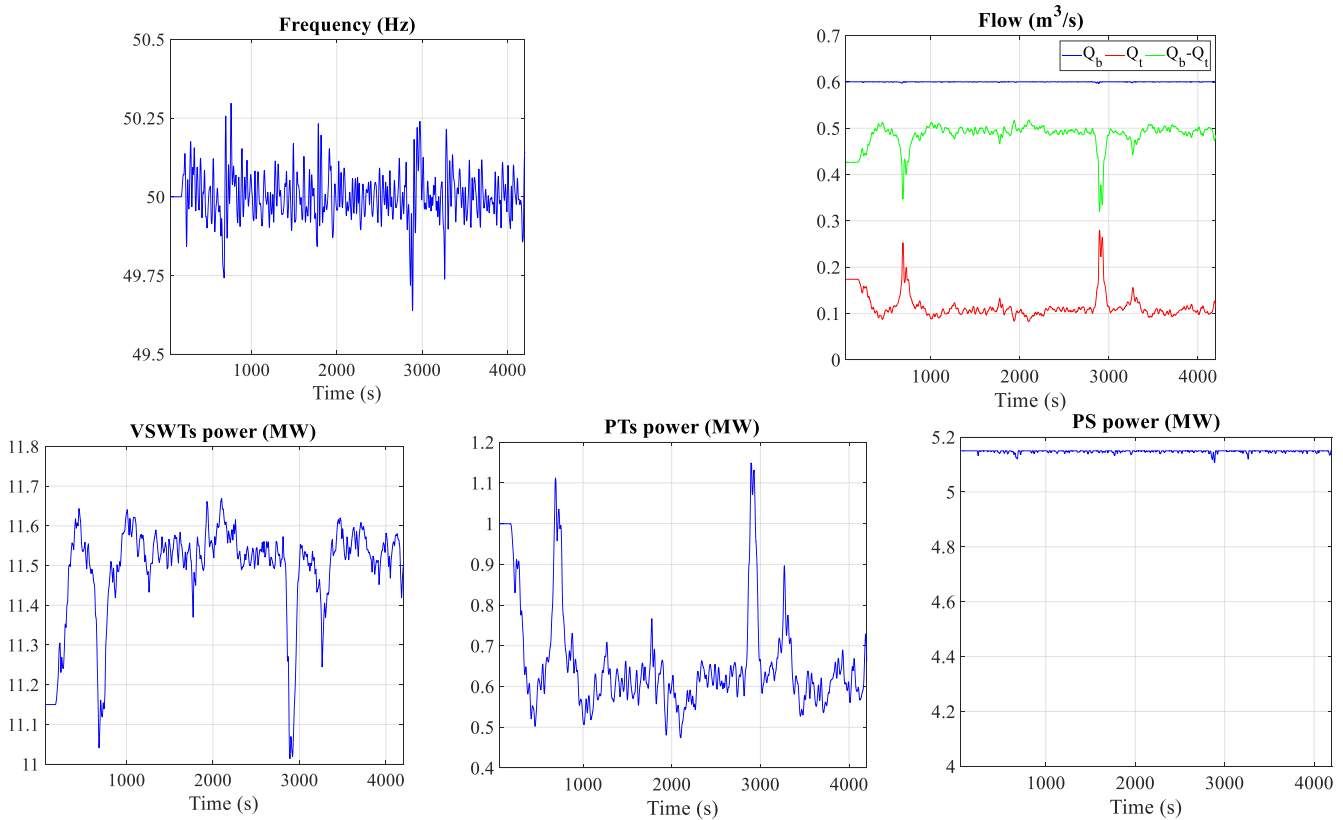 Frequency (Hz)
50.5
50.25
50
49.75
49.5
1000 2000 3000 4000
Time (s)
Flow (m³/s)
Q_b Q_t Q_b-Q_t
0.7
0.6
0.5
0.4
0.3
0.2
0.1
0
1000 2000 3000 4000
Time (s)
VSWTs power (MW)
11.8
11.7
11.6
11.5
11.4
11.3
11.2
11.1
11
1000 2000 3000 4000
Time (s)
PTs power (MW)
1.2
1.1
1
0.9
0.8
0.7
0.6
0.5
0.4
1000 2000 3000 4000
Time (s)
PS power (MW)
5.2
5
4.8
4.6
4.4
4.2
4
1000 2000 3000 4000
Time (s)